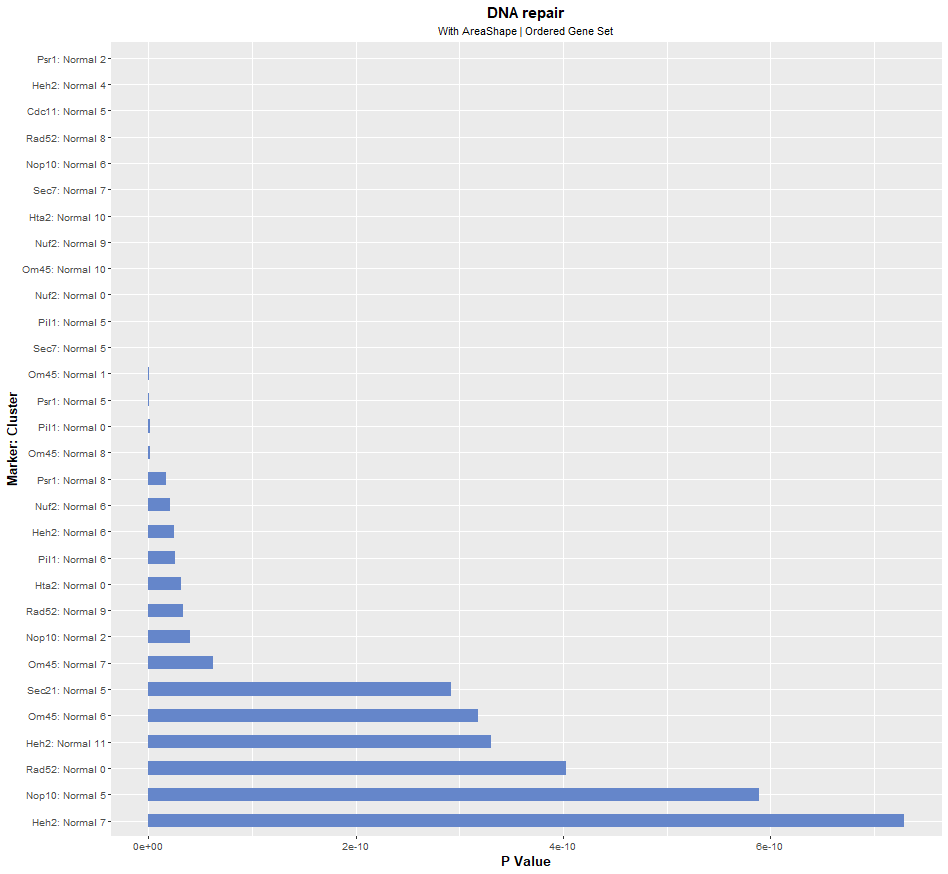 DNA repair
With AreaShape | Ordered Gene Set
Marker: Cluster
Psr1: Normal 2
Heh2: Normal 4
Cdc11: Normal 5
Rad52: Normal 8
Nop10: Normal 6
Sec7: Normal 7
Hta2: Normal 10
Nuf2: Normal 9
Om45: Normal 10
Nuf2: Normal 0
Pil1: Normal 5
Sec7: Normal 5
Om45: Normal 1
Psr1: Normal 5
Pil1: Normal 0
Om45: Normal 8
Psr1: Normal 8
Nuf2: Normal 6
Heh2: Normal 6
Pil1: Normal 6
Hta2: Normal 0
Rad52: Normal 9
Nop10: Normal 2
Om45: Normal 7
Sec21: Normal 5
Om45: Normal 6
Heh2: Normal 11
Rad52: Normal 0
Nop10: Normal 5
Heh2: Normal 7
0e+00 2e-10 4e-10 6e-10
P Value